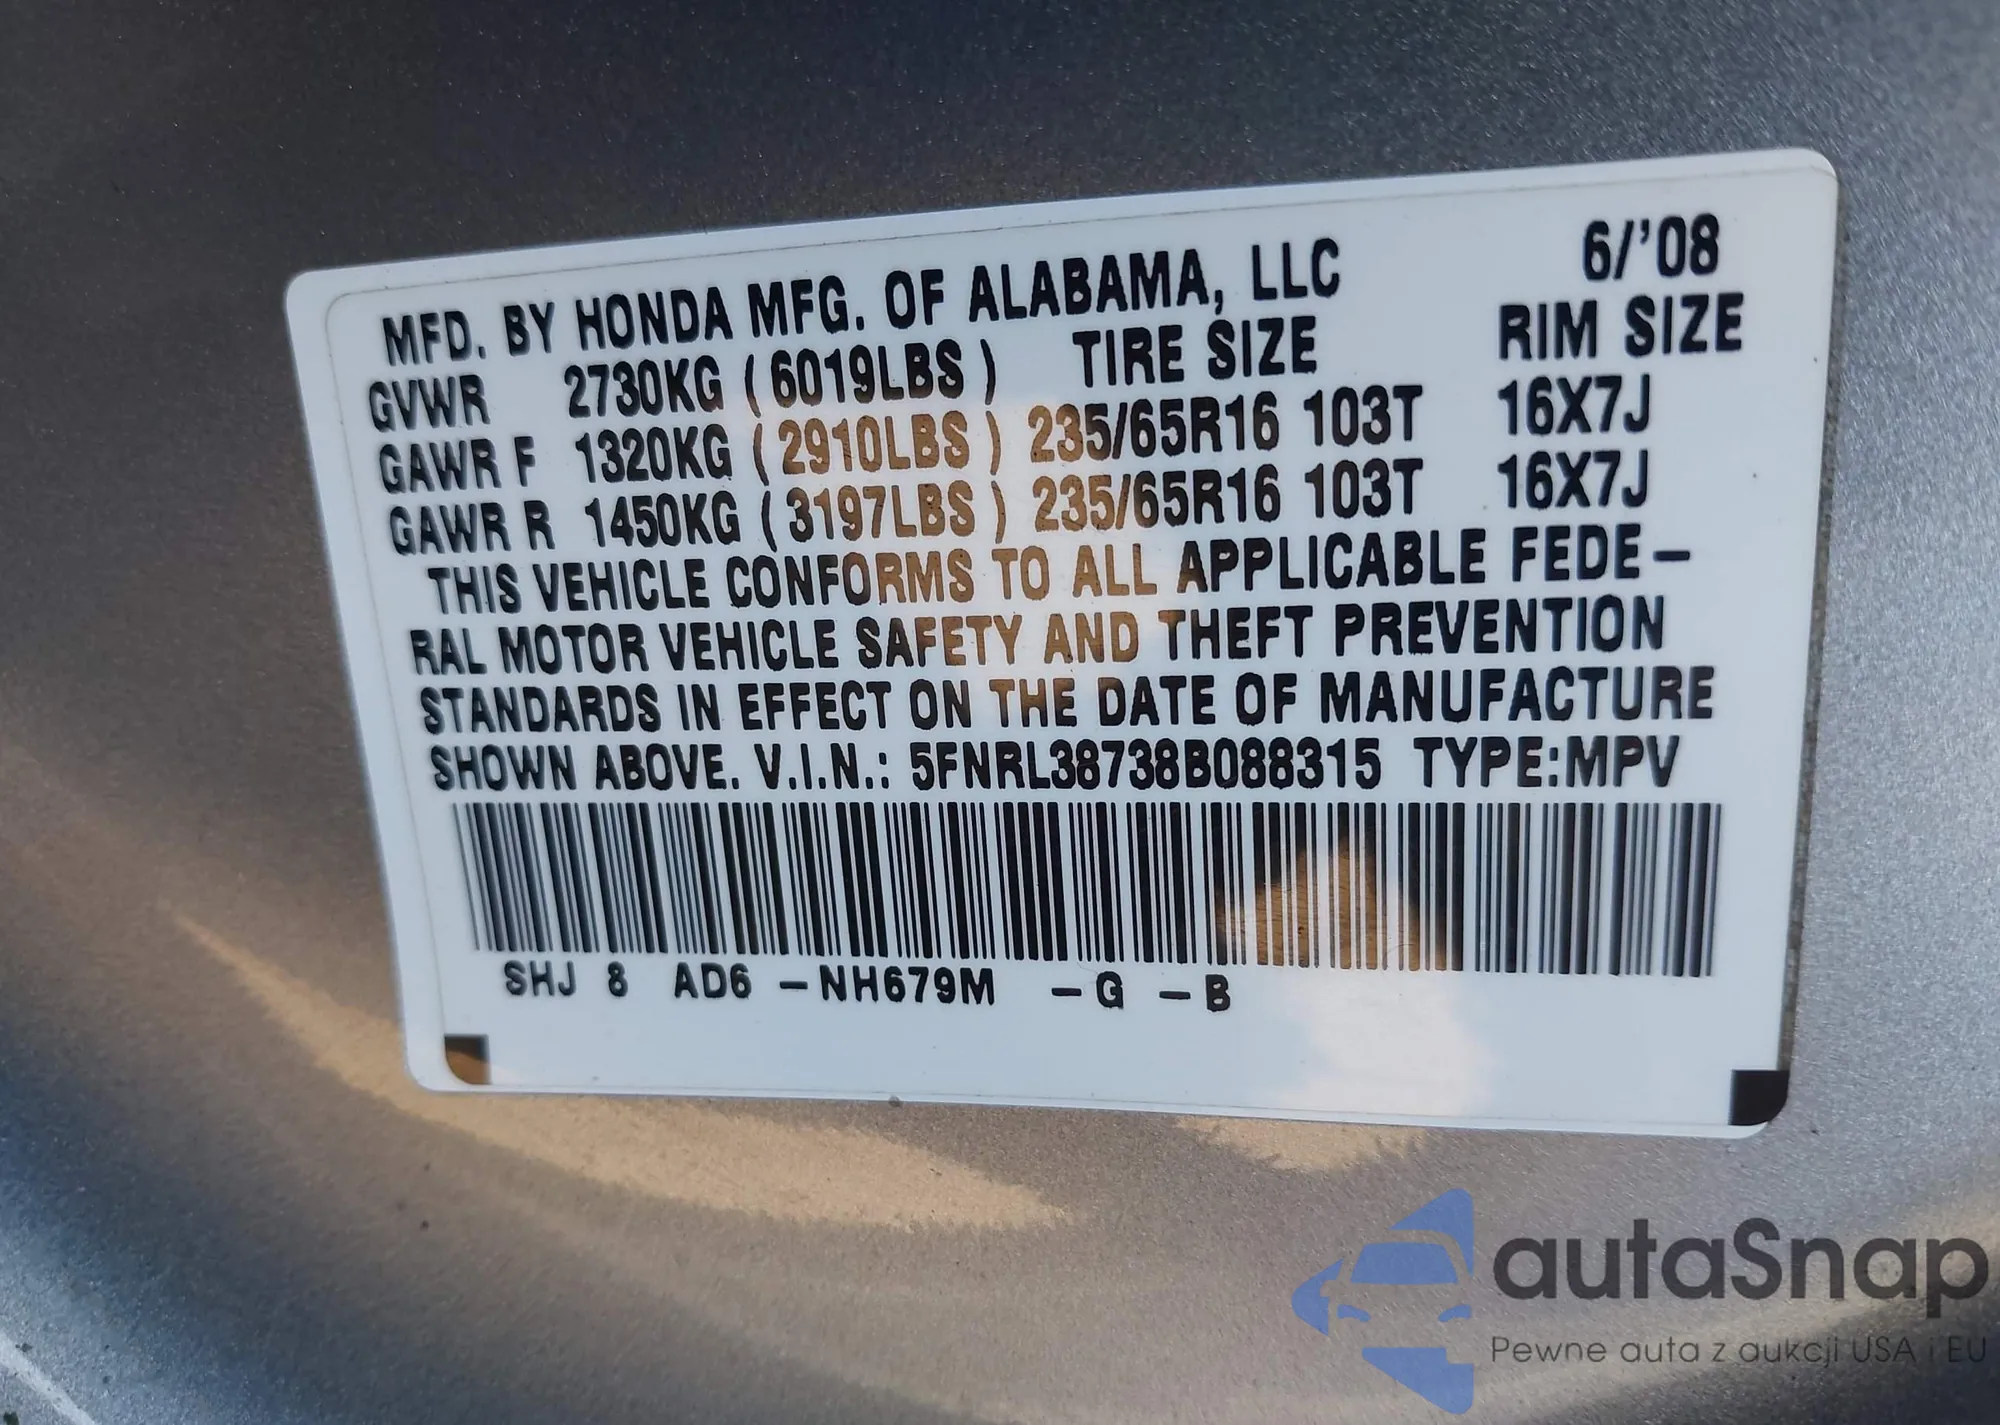 MFD. BY HONDA MFG. OF ALABAMA, LLC 6/'08
GVWR 2730KG ( 6019LBS ) TIRE SIZE RIM SIZE
GAWR F 1320KG ( 2910LBS ) 235/65R16 103T 16X7J
GAWR R 1450KG ( 3197LBS ) 235/65R16 103T 16X7J
THIS VEHICLE CONFORMS TO ALL APPLICABLE FEDE–
RAL MOTOR VEHICLE SAFETY AND THEFT PREVENTION
STANDARDS IN EFFECT ON THE DATE OF MANUFACTURE
SHOWN ABOVE. V.I.N.: 5FNRL38738B088315 TYPE:MPV
SHJ 8 AD6 –NH679M –G –B
autaSnap
Pewne auta z aukcji USA i EU